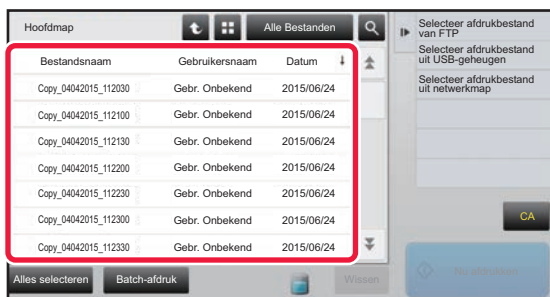 Hoofdmap
Alle Bestanden
Bestandsnaam Gebruikersnaam Datum
Copy_04042015_112030 Gebr. Onbekend 2015/06/24
Copy_04042015_112100 Gebr. Onbekend 2015/06/24
Copy_04042015_112130 Gebr. Onbekend 2015/06/24
Copy_04042015_112200 Gebr. Onbekend 2015/06/24
Copy_04042015_112230 Gebr. Onbekend 2015/06/24
Copy_04042015_112300 Gebr. Onbekend 2015/06/24
Copy_04042015_112330 Gebr. Onbekend 2015/06/24
Alles selecteren
Batch-afdruk
Wissen
Selecteer afdrukbestand
van FTP
Selecteer afdrukbestand
uit USB-geheugen
Selecteer afdrukbestand
uit netwerkmap
CA
Nu afdrukken